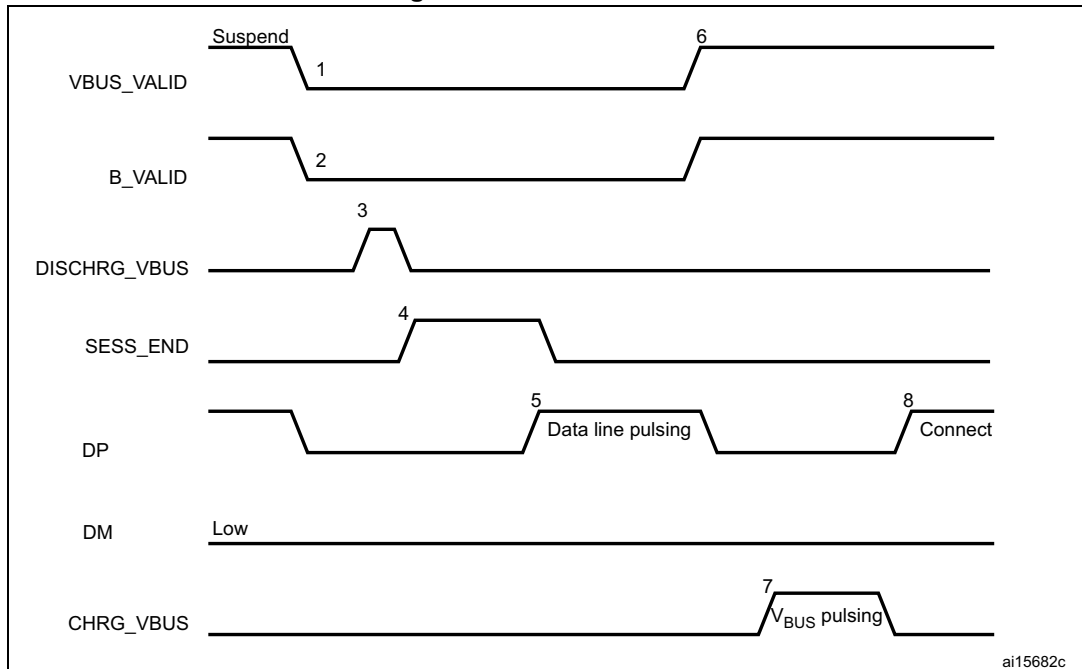 Suspend
6
VBUS_VALID
1
B_VALID
2
3
DISCHRG_VBUS
4
SESS_END
5
8
Data line pulsing
Connect
DP
DM
Low
7
VBUS pulsing
CHRG_VBUS
ai15682c